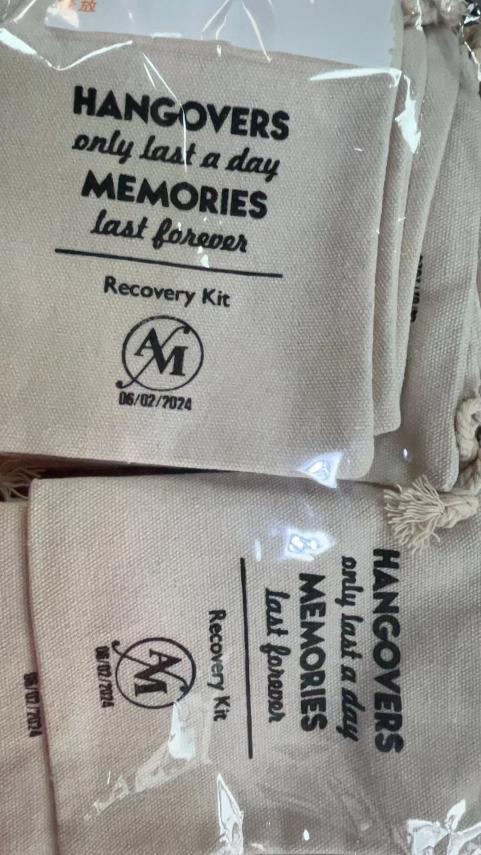 放
HANGOVERS
only last a day
MEMORIES
last forever
Recovery Kit
AM
06/02/2024
HANGOVERS
only last a day
MEMORIES
last forever
Recovery Kit
AM
06/02/2024
06/02/2024